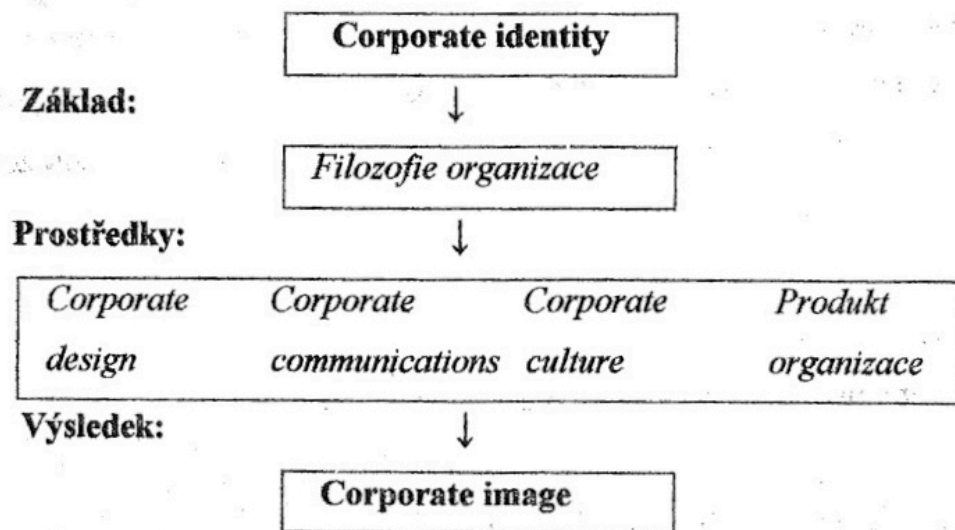 Corporate identity
Základ:
↓
Filozofie organizace
Prostředky:
↓
Corporate Corporate Corporate Produkt
design communications culture organizace
Výsledek:
↓
Corporate image